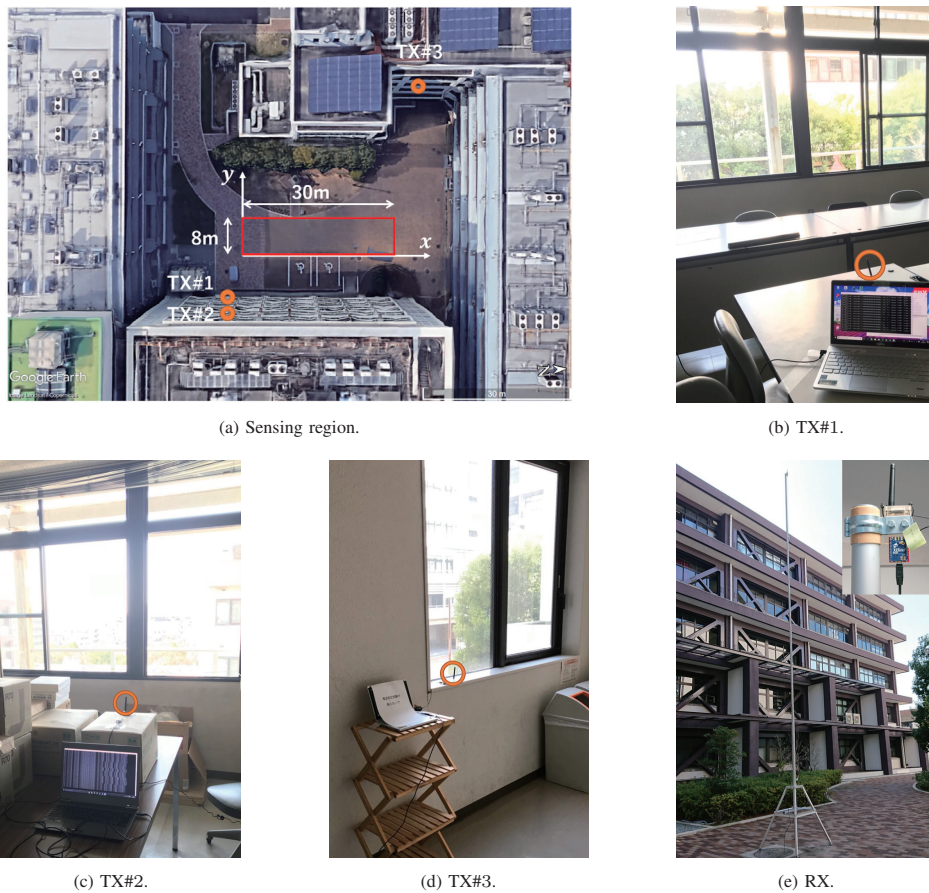 TX#3
y
30m
8m
x
TX#1
TX#2
Google Earth
30 m
(a) Sensing region.
(b) TX#1.
(c) TX#2.
(d) TX#3.
(e) RX.